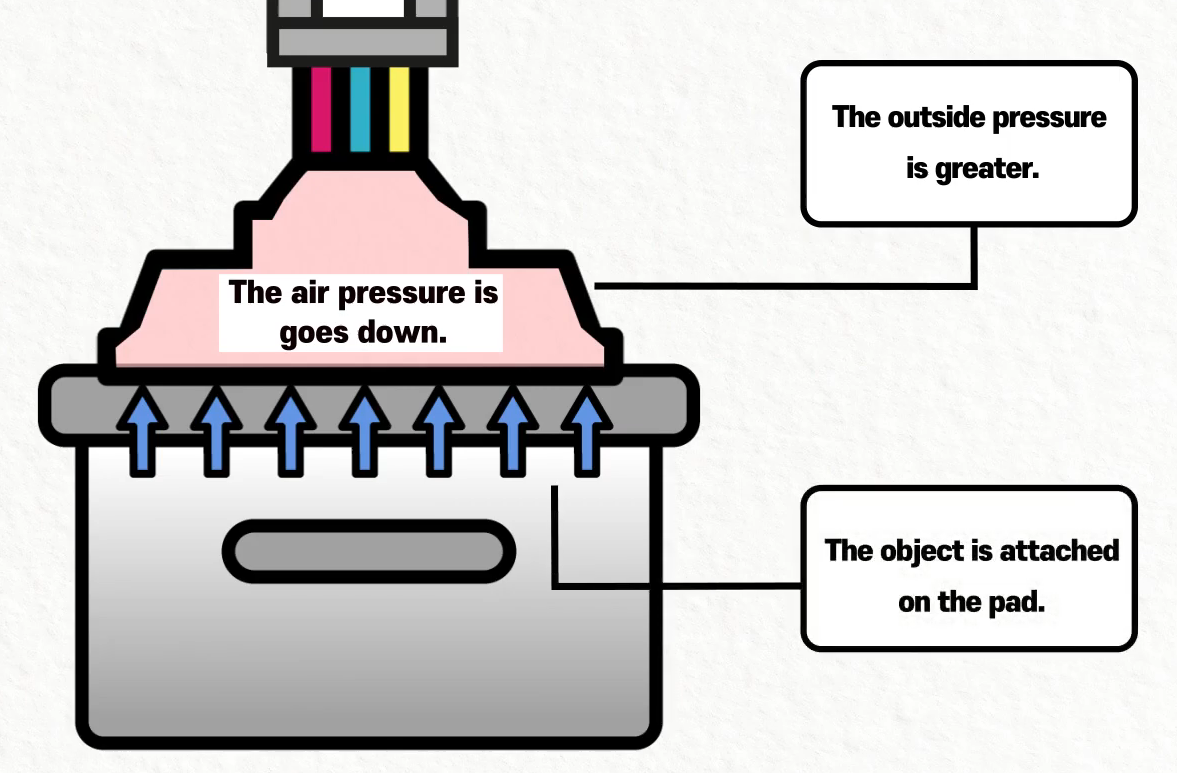 The outside pressure
is greater.
The air pressure is
goes down.
The object is attached
on the pad.